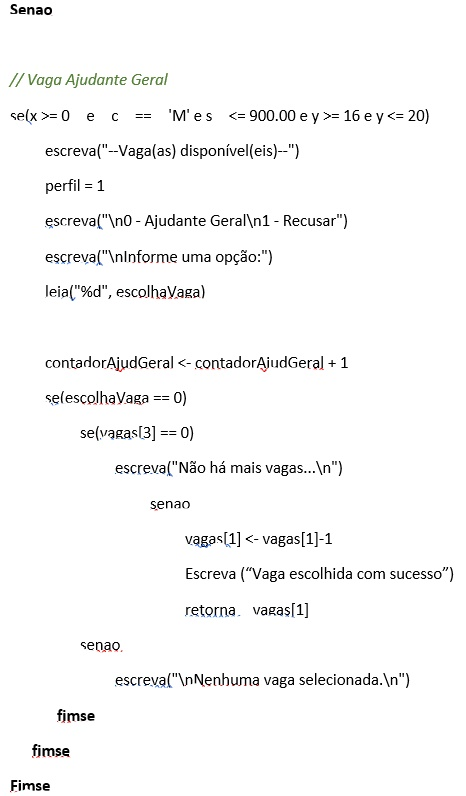 Senao
// Vaga Ajudante Geral
se(x >= 0 e c == 'M' e s <= 900.00 e y >= 16 e y <= 20)
escreva("--Vaga(as) disponível(eis)--")
perfil = 1
escreva("\n0 - Ajudante Geral\n1 - Recusar")
escreva("\nInforme uma opção:")
leia("%d", escolhaVaga)
contadorAjudGeral <- contadorAjudGeral + 1
se(escolhaVaga == 0)
se(vagas[3] == 0)
escreva("Não há mais vagas...\n")
senao
vagas[1] <- vagas[1]-1
Escreva (“Vaga escolhida com sucesso”)
retorna vagas[1]
senao
escreva("\nNenhuma vaga selecionada.\n")
fimse
fimse
Fimse